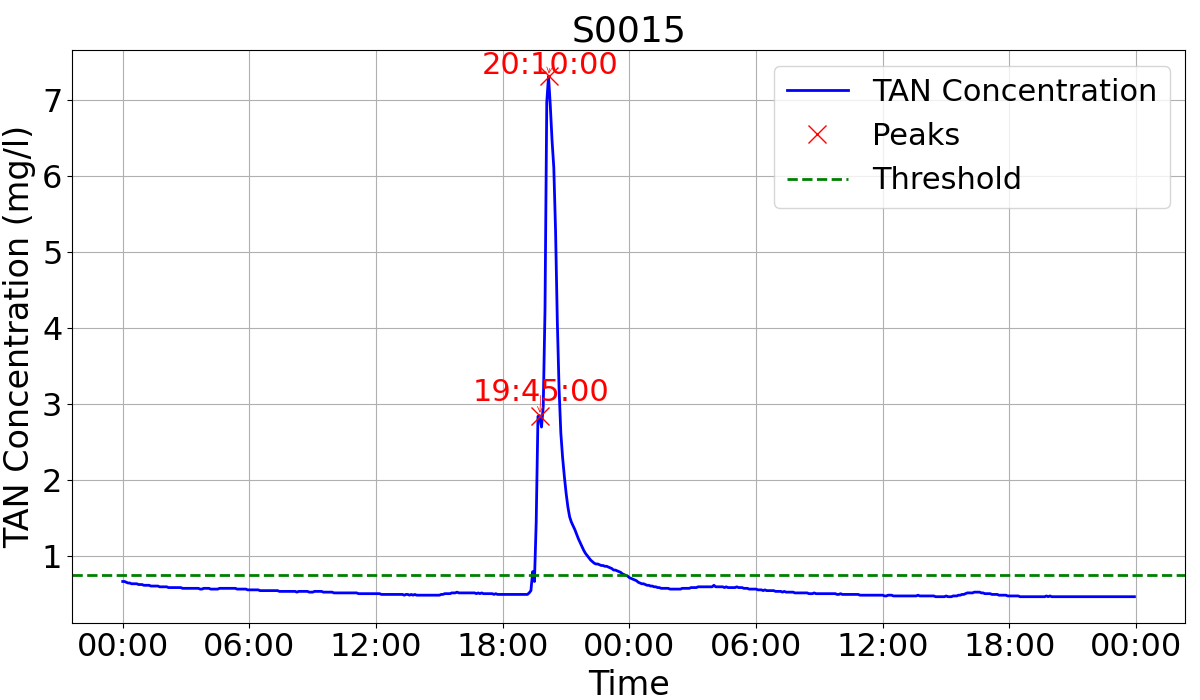 S0015
20:10:00
19:45:00
TAN Concentration
Peaks
Threshold
TAN Concentration (mg/l)
7
6
5
4
3
2
1
00:00 06:00 12:00 18:00 00:00 06:00 12:00 18:00 00:00
Time